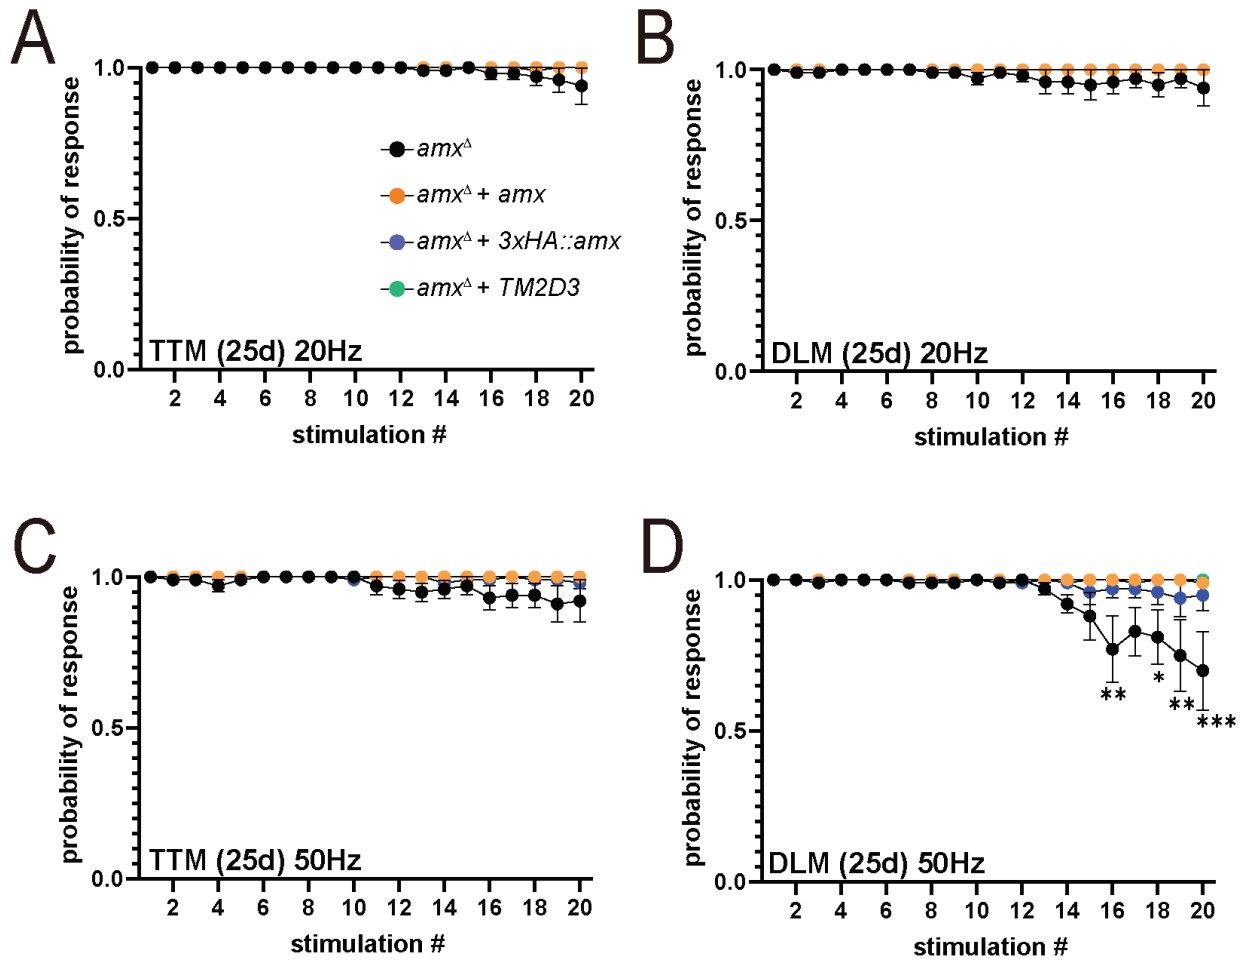 A
probability of response
1.0
0.5
0.0
amxΔ
amxΔ + amx
amxΔ + 3xHA::amx
amxΔ + TM2D3
TTM (25d) 20Hz
2 4 6 8 10 12 14 16 18 20
stimulation #
B
probability of response
1.0
0.5
0.0
DLM (25d) 20Hz
2 4 6 8 10 12 14 16 18 20
stimulation #
C
probability of response
1.0
0.5
0.0
TTM (25d) 50Hz
2 4 6 8 10 12 14 16 18 20
stimulation #
D
probability of response
1.0
0.5
0.0
*
**
**
***
DLM (25d) 50Hz
2 4 6 8 10 12 14 16 18 20
stimulation #